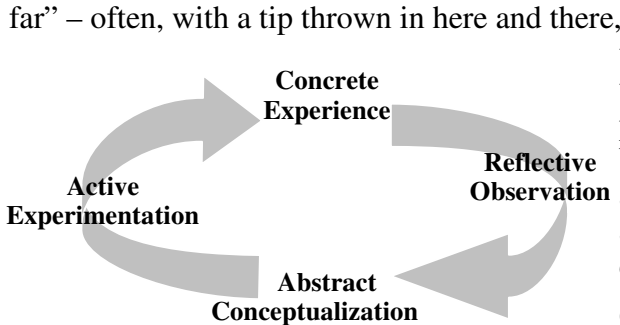 far” – often, with a tip thrown in here and there,
Concrete
Experience
Reflective
Observation
Active
Experimentation
Abstract
Conceptualization